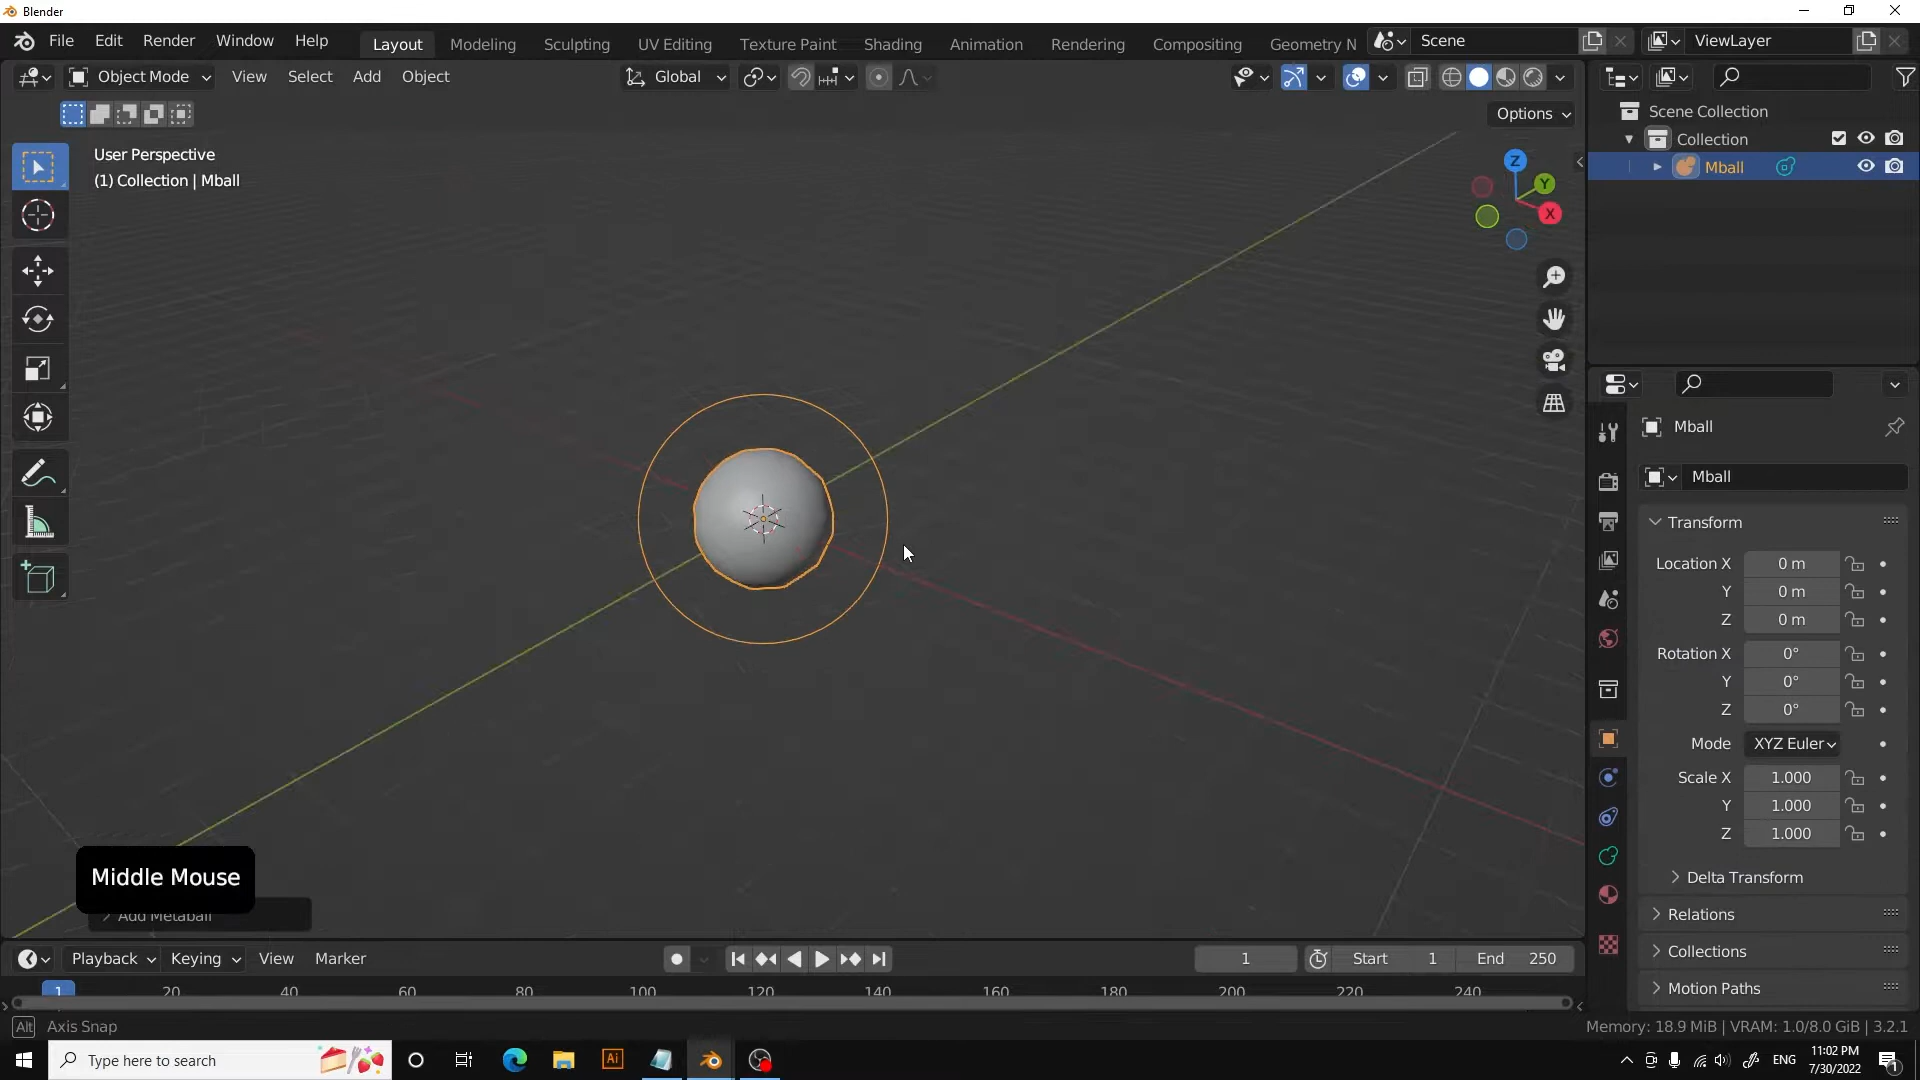 Blender
File Edit Render Window Help Layout Modeling Sculpting UV Editing Texture Paint Shading Animation Rendering Compositing Geometry N Scene ViewLayer
Object Mode View Select Add Object Global
Options
User Perspective
(1) Collection | Mball
Z
Y
X
Scene Collection
Collection
Mball
Mball
Mball
Transform
Location X 0 m
Y 0 m
Z 0 m
Rotation X 0°
Y 0°
Z 0°
Mode XYZ Euler
Scale X 1.000
Y 1.000
Z 1.000
Delta Transform
Relations
Collections
Motion Paths
Middle Mouse
Add Metaball
Playback Keying View Marker 1 Start 1 End 250
1 20 40 60 80 100 120 140 160 180 200 220 240
Alt Axis Snap
Memory: 18.9 MiB | VRAM: 1.0/8.0 GiB | 3.2.1
Type here to search
Ai
ENG
11:02 PM
7/30/2022
1